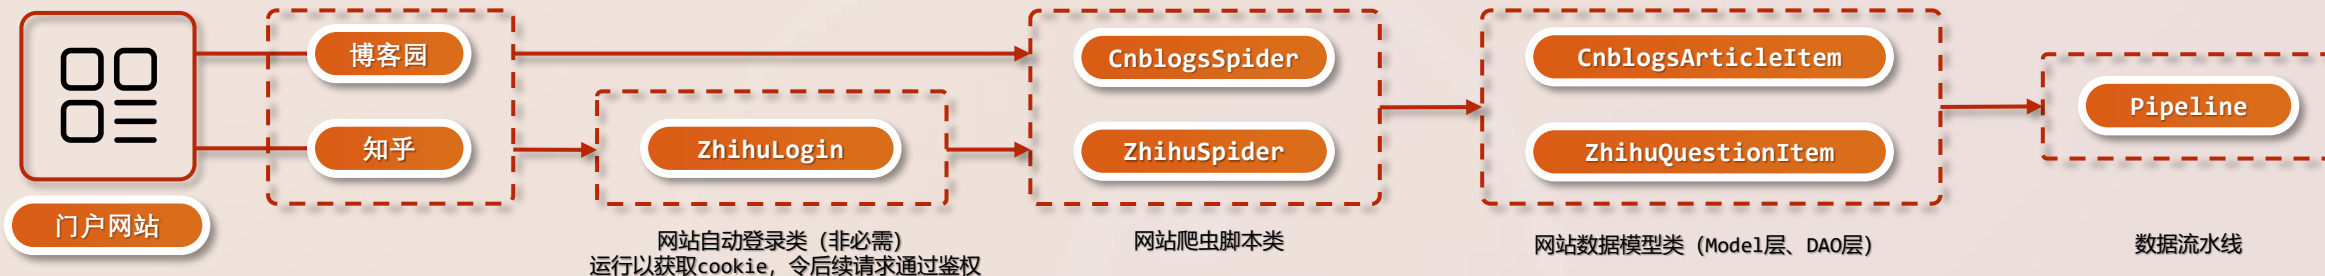 博客园
知乎
门户网站
ZhihuLogin
网站自动登录类（非必需）
运行以获取cookie, 令后续请求通过鉴权
CnblogsSpider
ZhihuSpider
网站爬虫脚本类
CnblogsArticleItem
ZhihuQuestionItem
网站数据模型类（Model层、DAO层）
Pipeline
数据流水线